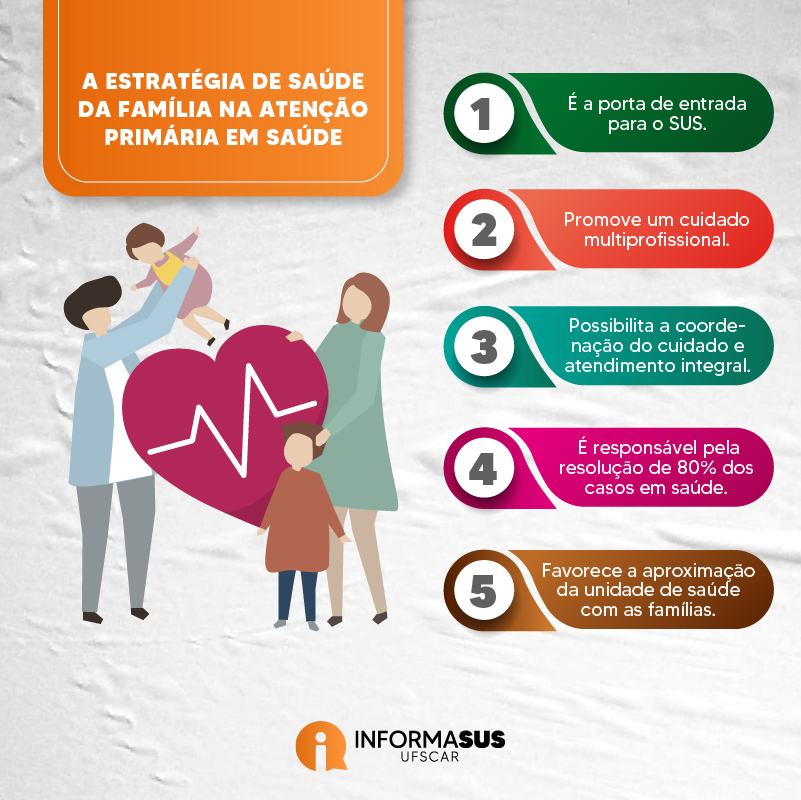 A ESTRATÉGIA DE SAÚDE
DA FAMÍLIA NA ATENÇÃO
PRIMÁRIA EM SAÚDE
1
É a porta de entrada
para o SUS.
2
Promove um cuidado
multiprofissional.
3
Possibilita a coorde-
nação do cuidado e
atendimento integral.
4
É responsável pela
resolução de 80% dos
casos em saúde.
5
Favorece a aproximação
da unidade de saúde
com as famílias.
i INFORMASUS
UFSCAR